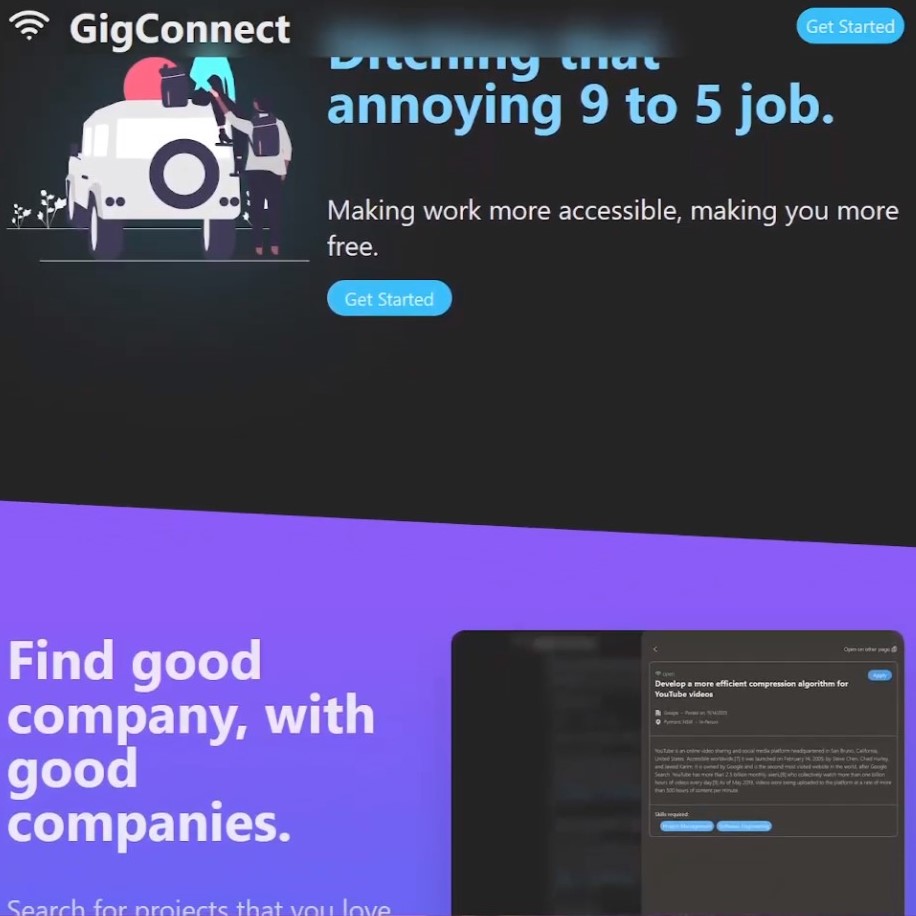 GigConnect
Get Started
Ditching that
annoying 9 to 5 job.
Making work more accessible, making you more
free.
Get Started
Find good
company, with
good
companies.
Search for projects that you love
Open on other page
Apply
Develop a more efficient compression algorithm for
YouTube videos
YouTube is an online video sharing and social media platform headquartered in San Bruno, California,
United States. Accessible worldwide,[7] it was launched on February 14, 2005, by Steve Chen, Chad Hurley,
and Jawed Karim. It is owned by Google and is the second most visited website in the world, after Google
Search. YouTube has more than 2.5 billion monthly users,[8] who collectively watch more than one billion
hours of videos every day.[9] As of May 2019, videos were being uploaded to the platform at a rate of more
than 500 hours of content per minute.
Skills required
Project Management
Software Engineering